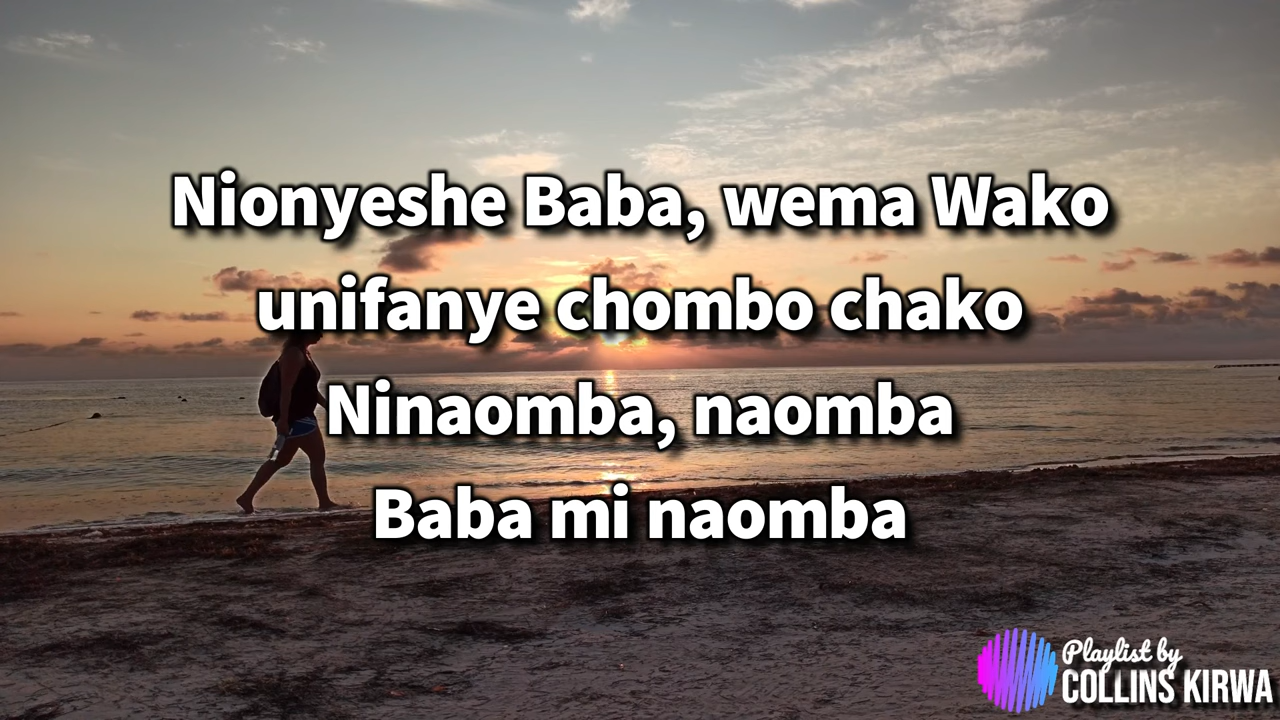 Nionyeshe Baba, wema Wako
unifanye chombo chako
Ninaomba, naomba
Baba mi naomba
Playlist by
COLLINS KIRWA